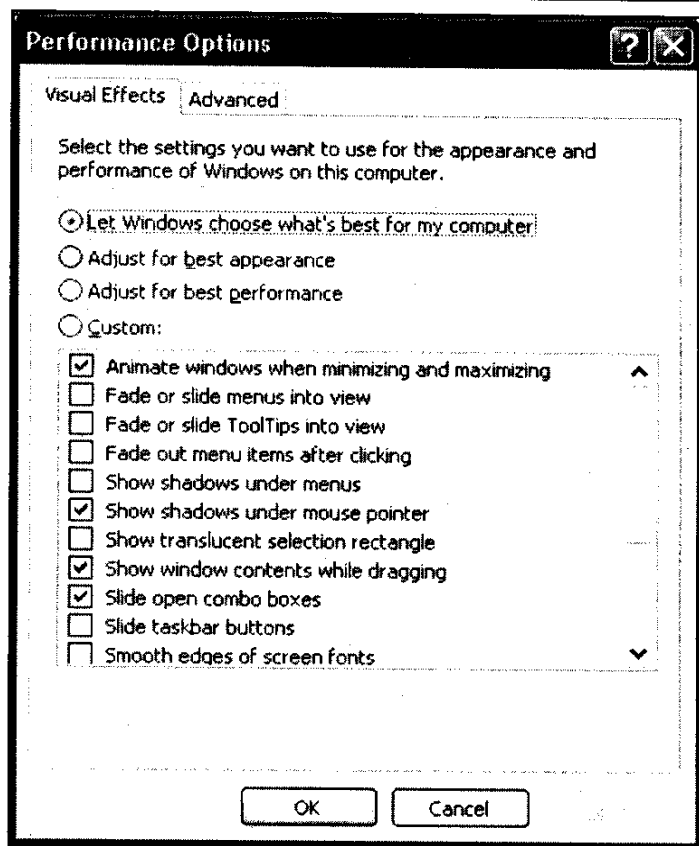 Performance Options
Visual Effects
Advanced
Select the settings you want to use for the appearance and
performance of Windows on this computer.
Let Windows choose what's best for my computer
Adjust for best appearance
Adjust for best performance
Custom:
Animate windows when minimizing and maximizing
Fade or slide menus into view
Fade or slide ToolTips into view
Fade out menu items after clicking
Show shadows under menus
Show shadows under mouse pointer
Show translucent selection rectangle
Show window contents while dragging
Slide open combo boxes
Slide taskbar buttons
Smooth edges of screen fonts
OK
Cancel